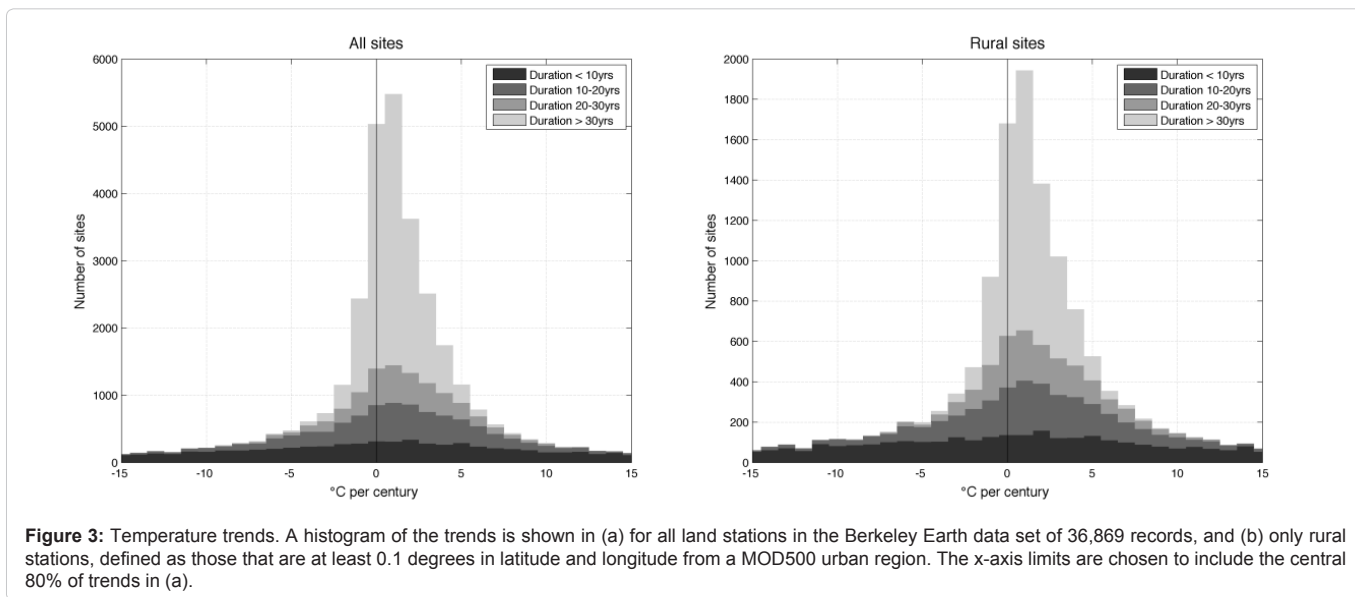 All sites
6000
5000
4000
3000
2000
1000
0
Number of sites
-15 -10 -5 0 5 10 15
°C per century
Duration < 10yrs
Duration 10-20yrs
Duration 20-30yrs
Duration > 30yrs
Rural sites
2000
1800
1600
1400
1200
1000
800
600
400
200
0
Number of sites
-15 -10 -5 0 5 10 15
°C per century
Duration < 10yrs
Duration 10-20yrs
Duration 20-30yrs
Duration > 30yrs
Figure 3: Temperature trends. A histogram of the trends is shown in (a) for all land stations in the Berkeley Earth data set of 36,869 records, and (b) only rural
stations, defined as those that are at least 0.1 degrees in latitude and longitude from a MOD500 urban region. The x-axis limits are chosen to include the central
80% of trends in (a).